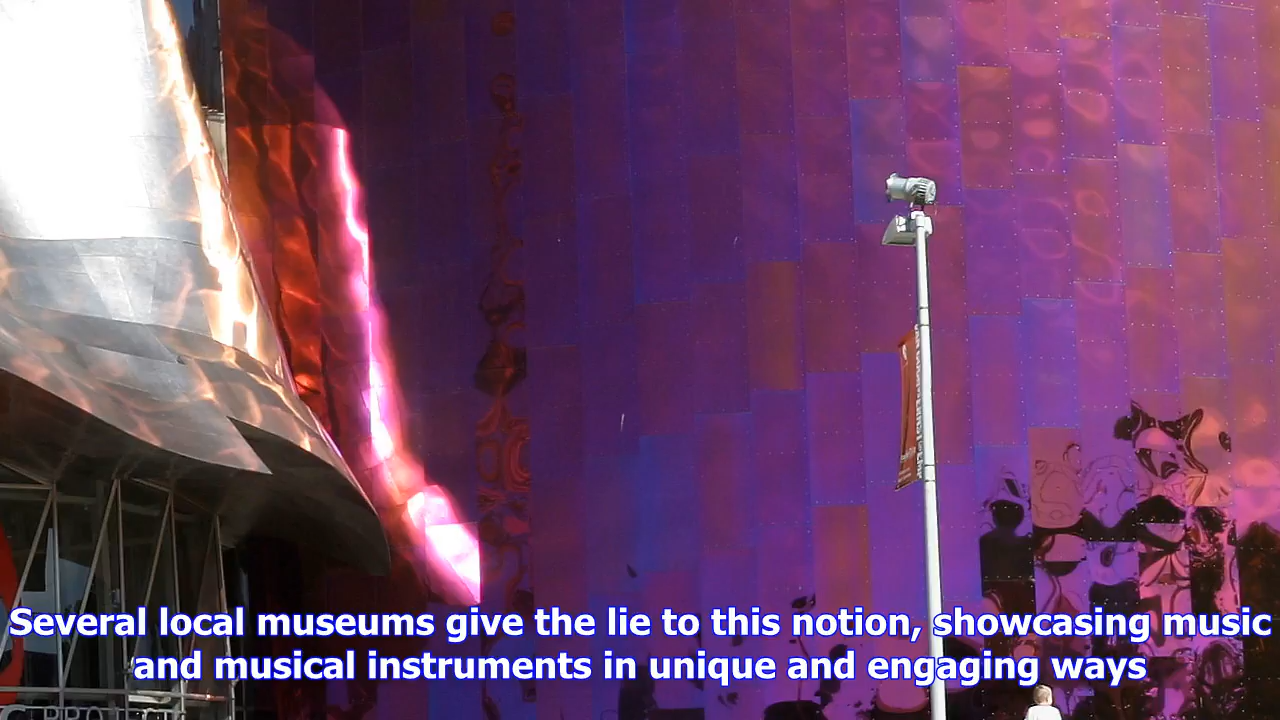 Several local museums give the lie to this notion, showcasing music
and musical instruments in unique and engaging ways
C PROJECT